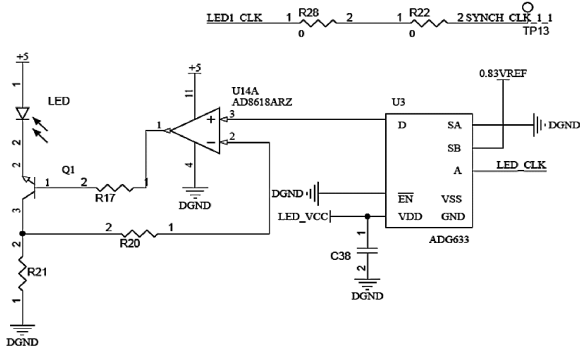 LED1_CLK 1 R28 2 1 R22 2 SYNCH_CLK_1_1
0 0 TP13
+5
+5
0.83VREF
1
U14A
AD8618ARZ
U3
11
LED
3
D SA DGND
1
2
SB
2
2
4
A LED_CLK
Q1
1 2 R17 1
DGND
DGND EN VSS
3
LED_VCC VDD GND
2 R20 1
ADG633
2
1
C38
R21
2
1
DGND
DGND